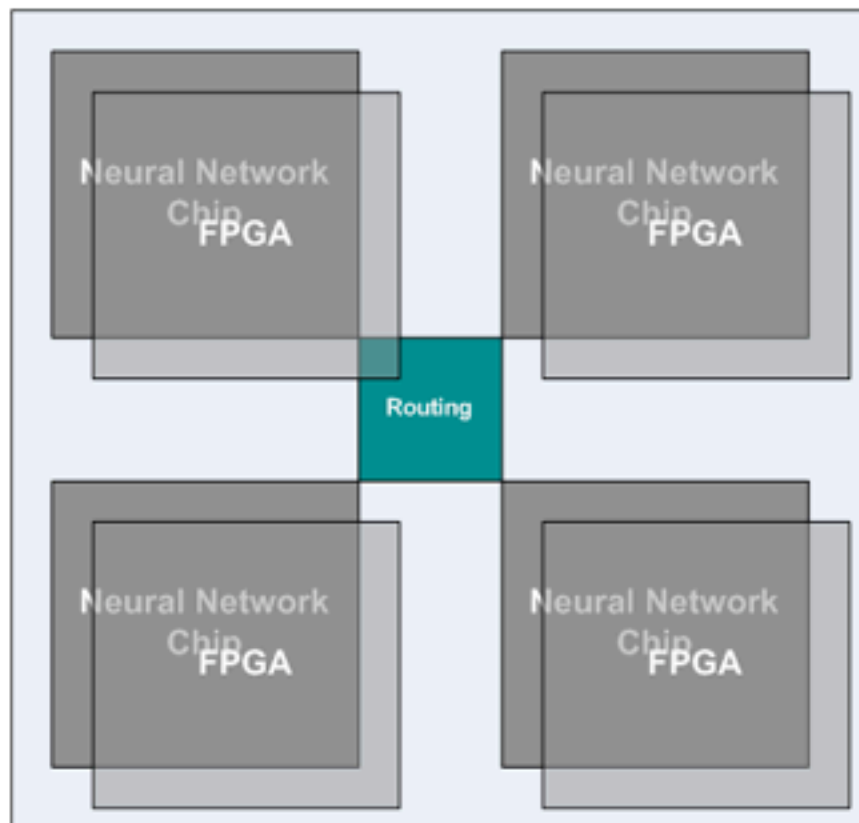 Neural Network
Chip
FPGA
Neural Network
Chip
FPGA
Routing
Neural Network
Chip
FPGA
Neural Network
Chip
FPGA